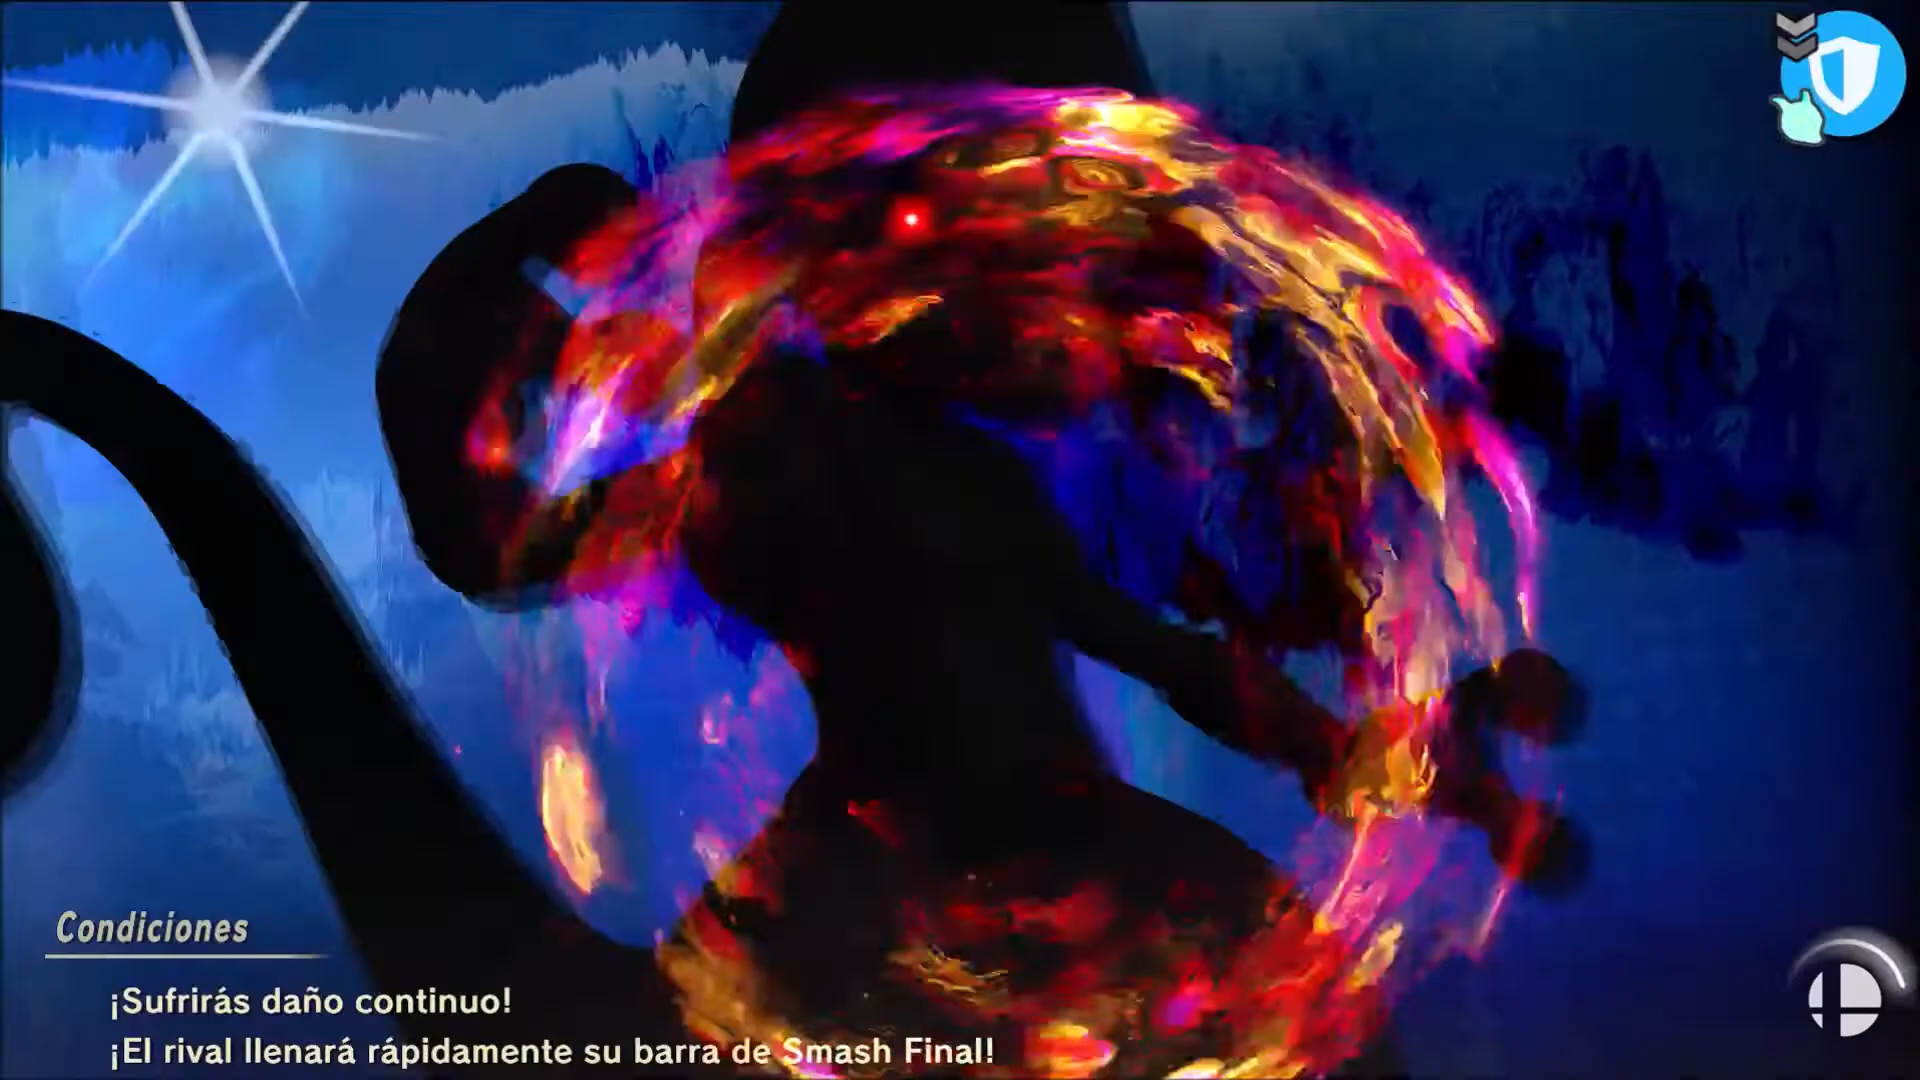 Condiciones
¡Sufrirás daño continuo!
¡El rival llenará rápidamente su barra de Smash Final!